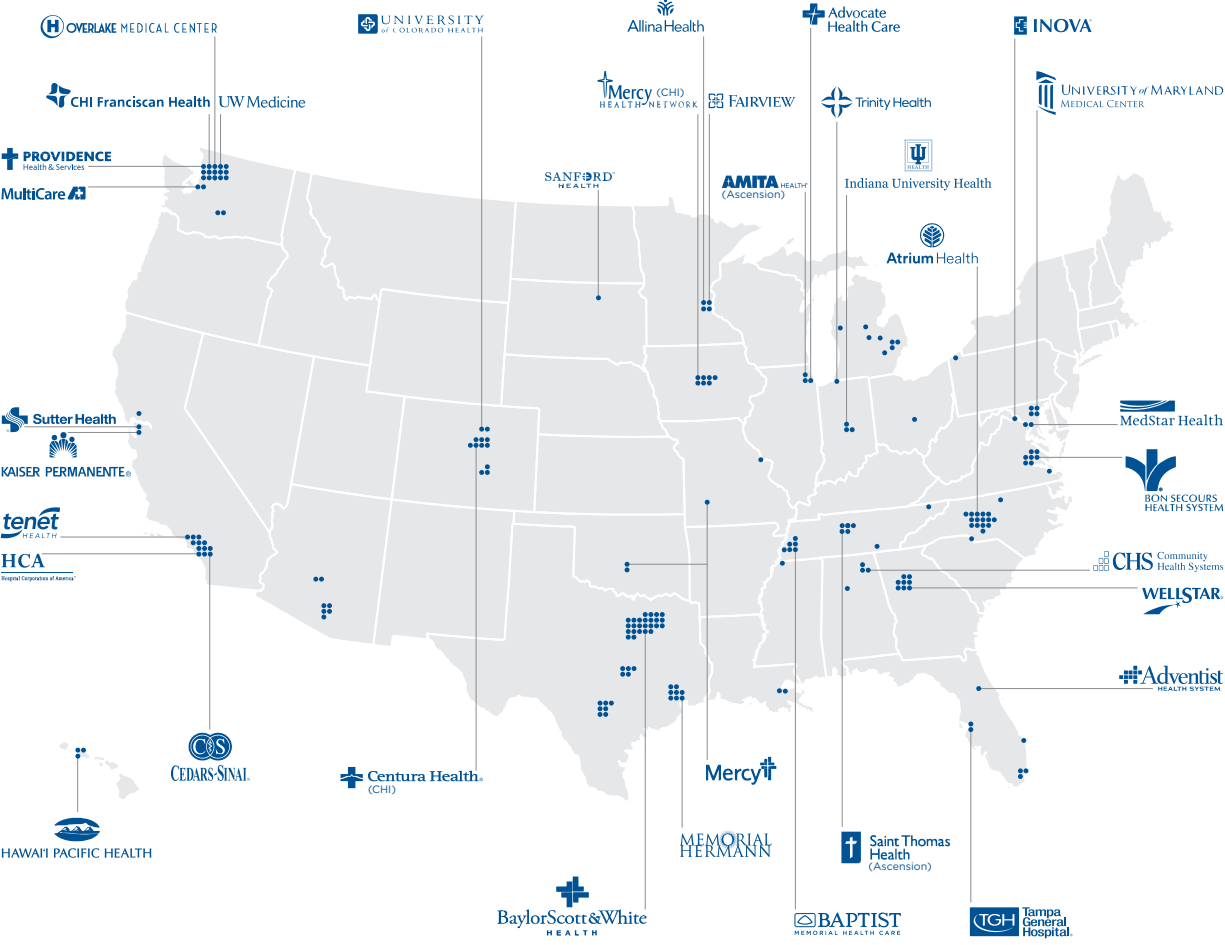 OVERLAKE MEDICAL CENTER
UNIVERSITY
of COLORADO HEALTH
Allina Health
Advocate
Health Care
INOVA
CHI Franciscan Health
UW Medicine
Mercy (CHI)
HEALTH NETWORK
FAIRVIEW
Trinity Health
UNIVERSITY of MARYLAND
MEDICAL CENTER
PROVIDENCE
Health & Services
MultiCare
SANFORD
HEALTH
AMITA HEALTH
(Ascension)
HEALTH
Indiana University Health
Atrium Health
Sutter Health
KAISER PERMANENTE®
MedStar Health
BON SECOURS
HEALTH SYSTEM
tenet
HEALTH
HCA
Hospital Corporation of America™
CHS Community
Health Systems
WELLSTAR
Adventist
HEALTH SYSTEM
CS
CEDARS-SINAI®
Centura Health®
(CHI)
Mercy
HAWAI'I PACIFIC HEALTH
MEMORIAL
HERMANN
Saint Thomas
Health
(Ascension)
BaylorScott&White
HEALTH
BAPTIST
MEMORIAL HEALTH CARE
TGH Tampa
General
Hospital®